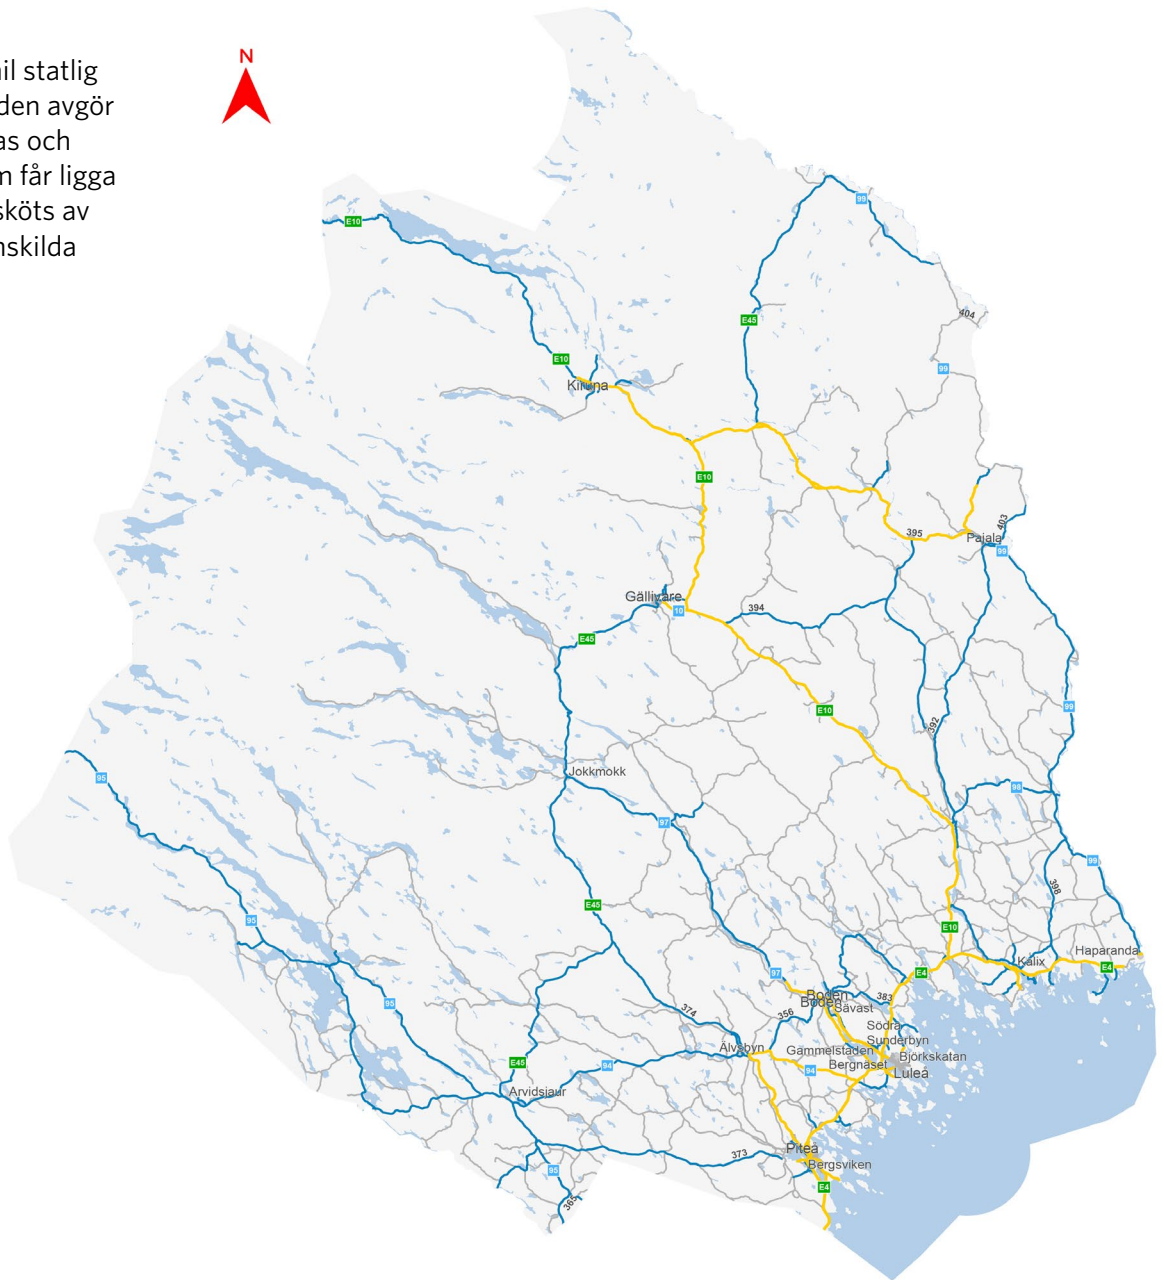 N
il statlig
den avgör
as och
n får ligga
sköts av
nskilda
99
E10
404
E45
E10
99
Kiruna
E10
403
395
Pajala
99
Gällivare
10
394
E45
99
E10
392
Jokkmokk
95
98
97
99
398
E45
95
E10
Haparanda
Kalix
E4
E4
97
Boden
Boden
383
95
Sävast
374
356
Södra
Sunderbyn
Älvsbyn
Gammelstaden
Björkskatan
Bergnäset
E45
94
94
Luleå
Arvidsjaur
Piteå
373
Bergsviken
95
E4
365